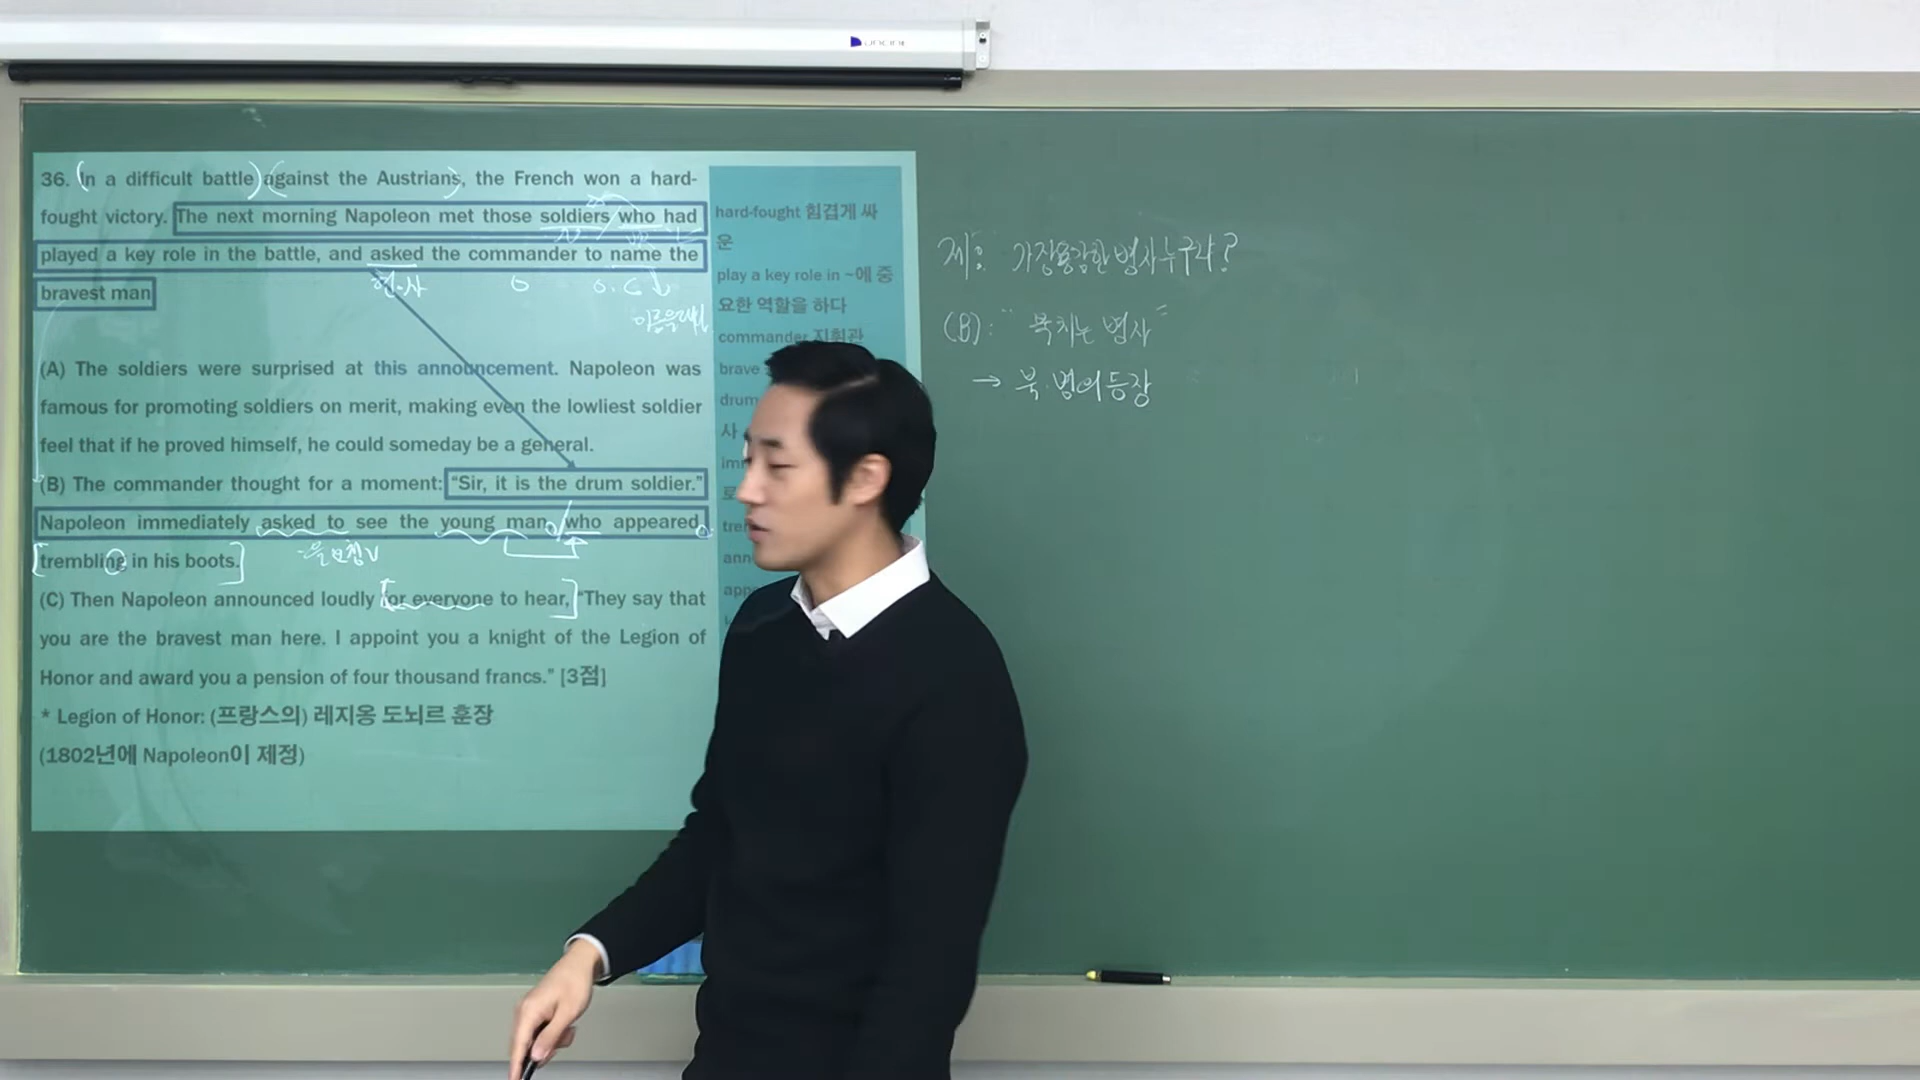 36. In a difficult battle against the Austrians, the French won a hard-
fought victory. The next morning Napoleon met those soldiers who had
played a key role in the battle, and asked the commander to name the
bravest man
(A) The soldiers were surprised at this announcement. Napoleon was
famous for promoting soldiers on merit, making even the lowliest soldier
feel that if he proved himself, he could someday be a general.
(B) The commander thought for a moment: “Sir, it is the drum soldier.”
Napoleon immediately asked to see the young man, who appeared
trembling in his boots.
(C) Then Napoleon announced loudly for everyone to hear, “They say that
you are the bravest man here. I appoint you a knight of the Legion of
Honor and award you a pension of four thousand francs.” [3점]
* Legion of Honor: (프랑스의) 레지옹 도뇌르 훈장
(1802년에 Napoleon이 제정)
hard-fought 힘겹게 싸
운
play a key role in ~에 중
요한 역할을 하다
commander 지휘관
brave
drum
사
제: 가장용감한 병사누구냐?
(B): " 북치는 병사 "
→ 북.병의 등장